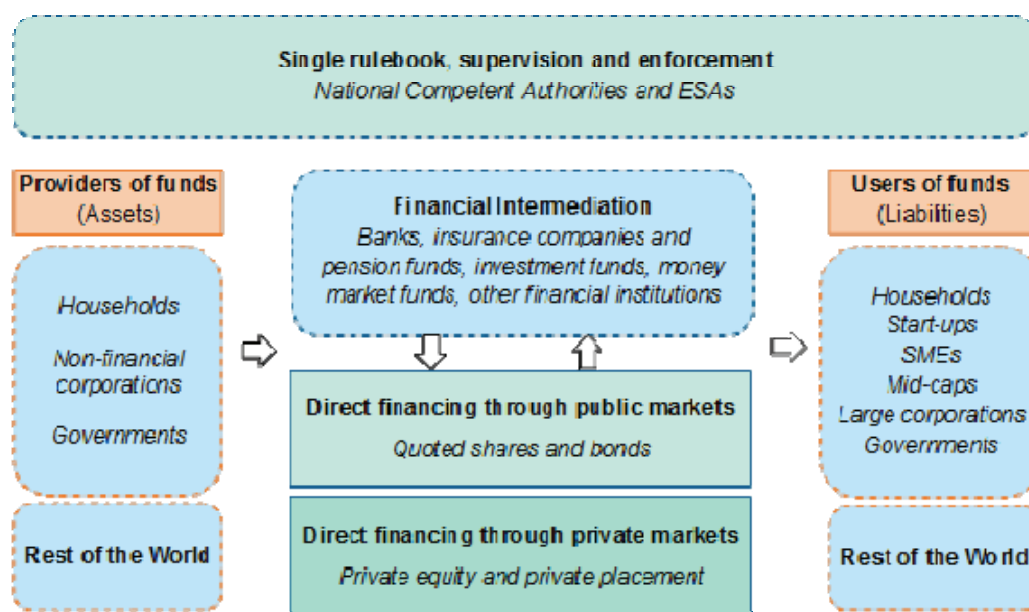 Single rulebook, supervision and enforcement
National Competent Authorities and ESAs
Providers of funds
(Assets)
Households
Non-financial
corporations
Governments
Rest of the World
Financial Intermediation
Banks, insurance companies and
pension funds, investment funds, money
market funds, other financial institutions
Direct financing through public markets
Quoted shares and bonds
Direct financing through private markets
Private equity and private placement
Users of funds
(Liabilities)
Households
Start-ups
SMEs
Mid-caps
Large corporations
Governments
Rest of the World